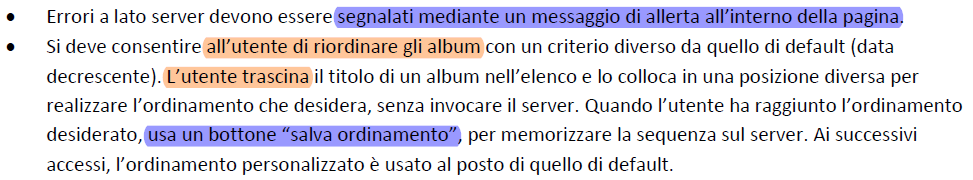 • Errori a lato server devono essere segnalati mediante un messaggio di allerta all’interno della pagina.
• Si deve consentire all’utente di riordinare gli album con un criterio diverso da quello di default (data
decrescente). L’utente trascina il titolo di un album nell’elenco e lo colloca in una posizione diversa per
realizzare l’ordinamento che desidera, senza invocare il server. Quando l’utente ha raggiunto l’ordinamento
desiderato, usa un bottone “salva ordinamento”, per memorizzare la sequenza sul server. Ai successivi
accessi, l’ordinamento personalizzato è usato al posto di quello di default.